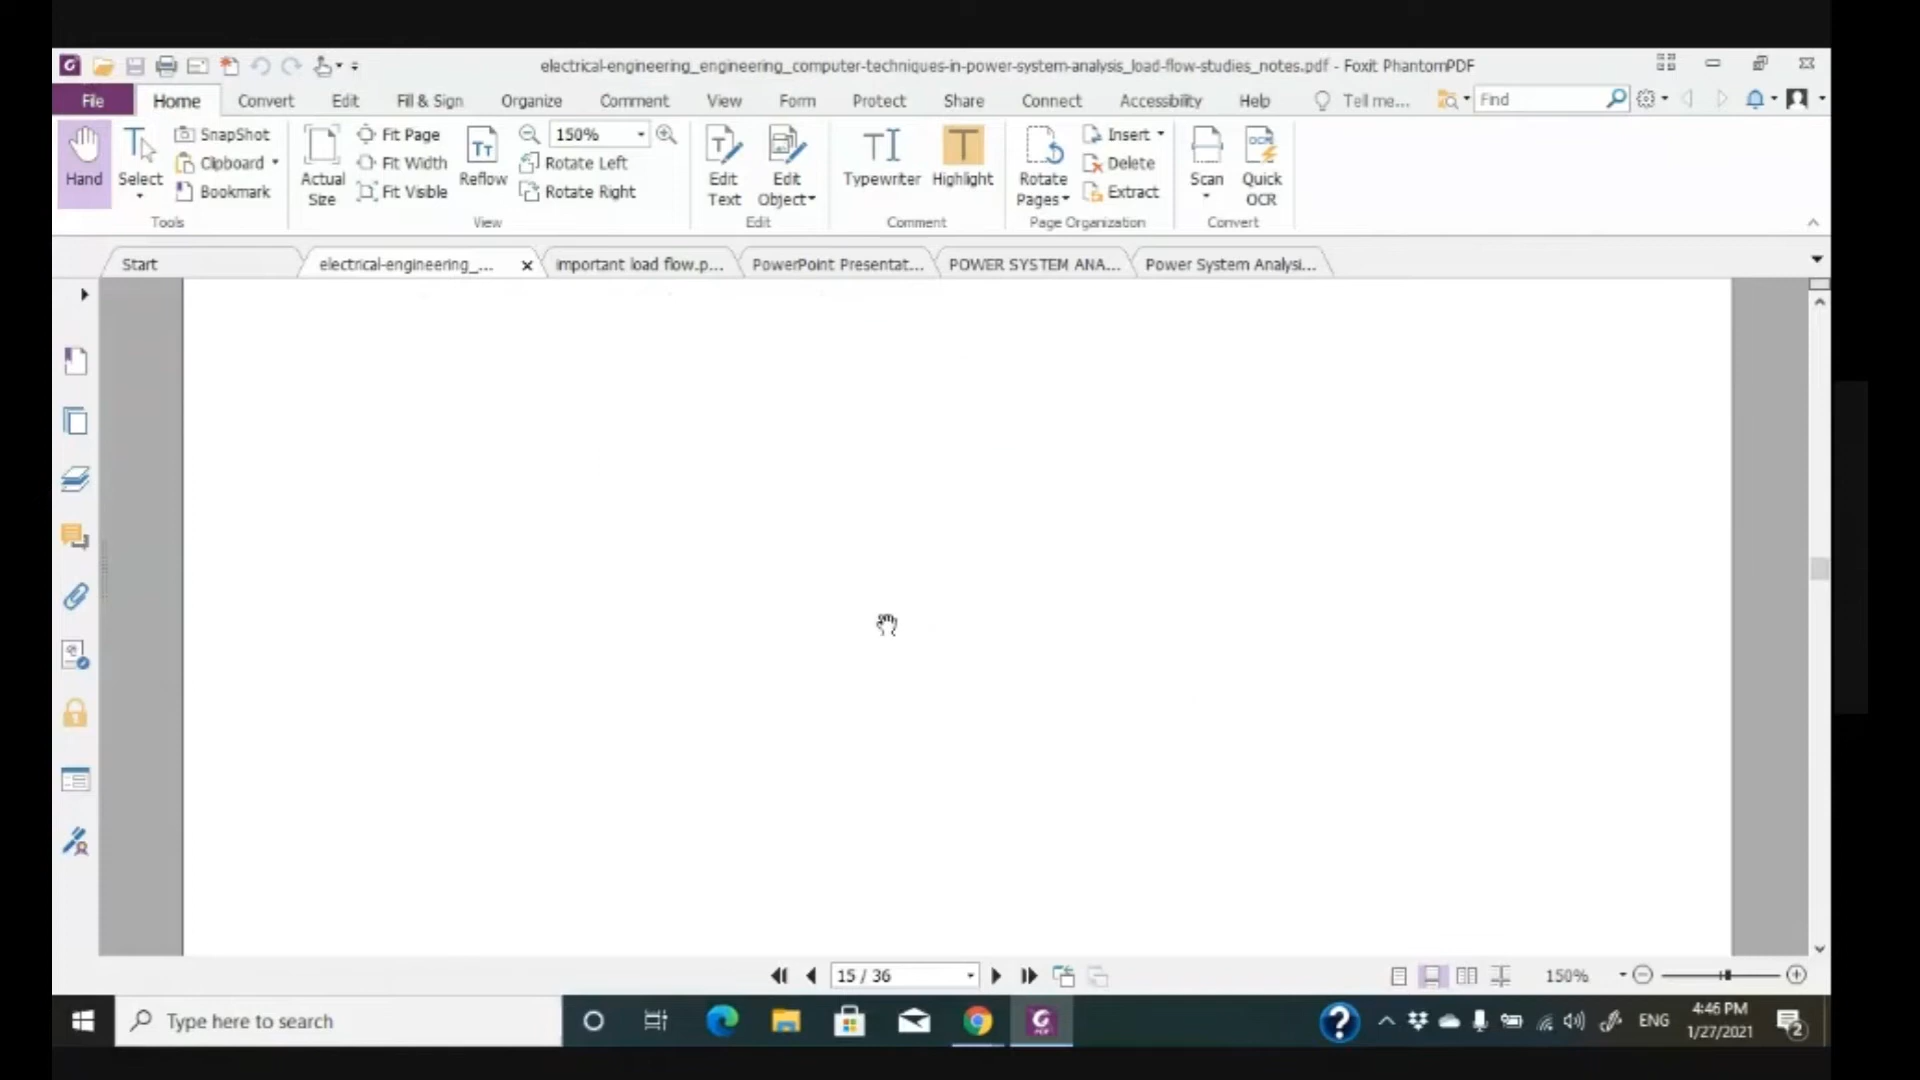 electrical-engineering_engineering_computer-techniques-in-power-system-analysis_load-flow-studies_notes.pdf - Foxit PhantomPDF
File Home Convert Edit Fill & Sign Organize Comment View Form Protect Share Connect Accessibility Help Tell me... Find
Hand
Select
SnapShot
Clipboard
Bookmark
Tools
Actual Size
Fit Page
Fit Width
Fit Visible
Reflow
150%
Rotate Left
Rotate Right
View
Edit Text
Edit Object
Edit
Typewriter
Highlight
Comment
Rotate Pages
Insert
Delete
Extract
Page Organization
Scan
Quick OCR
Convert
Start electrical-engineering_... important load flow.p... PowerPoint Presentat... POWER SYSTEM ANA... Power System Analysi...
15 / 36 150%
Type here to search
ENG
4:46 PM
1/27/2021
2